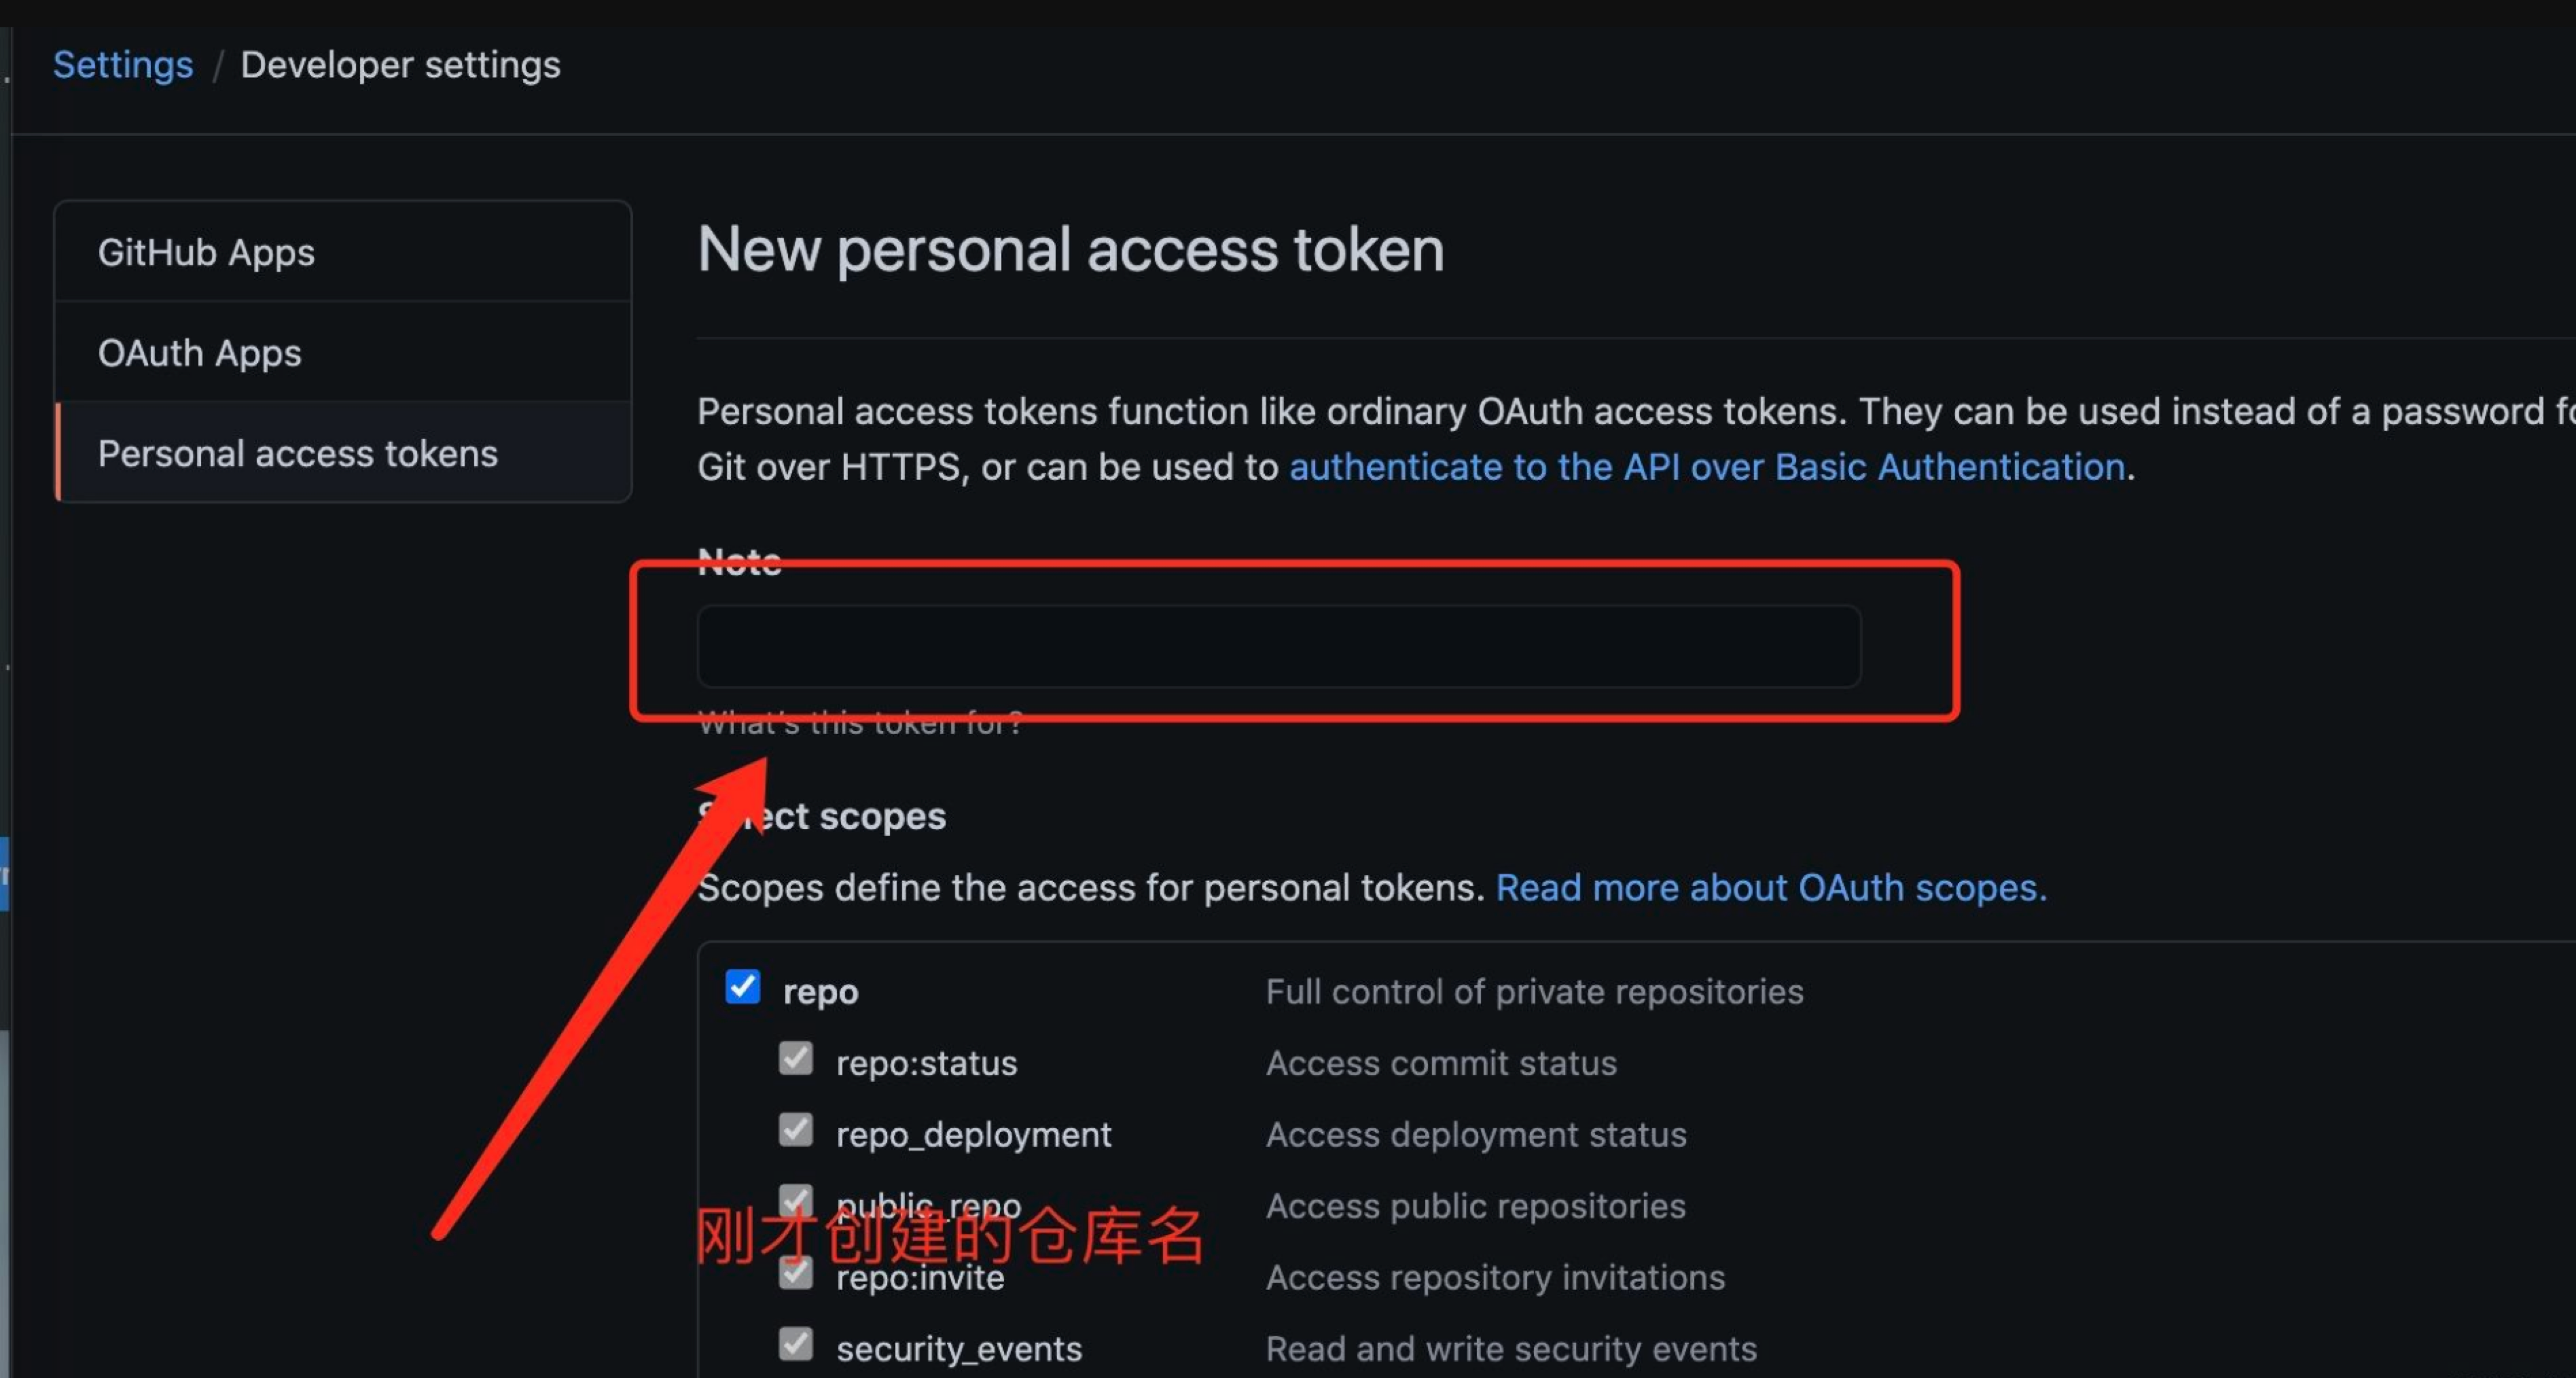 Settings / Developer settings
GitHub Apps
OAuth Apps
Personal access tokens
New personal access token
Personal access tokens function like ordinary OAuth access tokens. They can be used instead of a password
Git over HTTPS, or can be used to authenticate to the API over Basic Authentication.
Note
What's this token for?
Select scopes
Scopes define the access for personal tokens. Read more about OAuth scopes.
repo Full control of private repositories
repo:status Access commit status
repo_deployment Access deployment status
public_repo Access public repositories
刚才创建的仓库名
repo:invite Access repository invitations
security_events Read and write security events